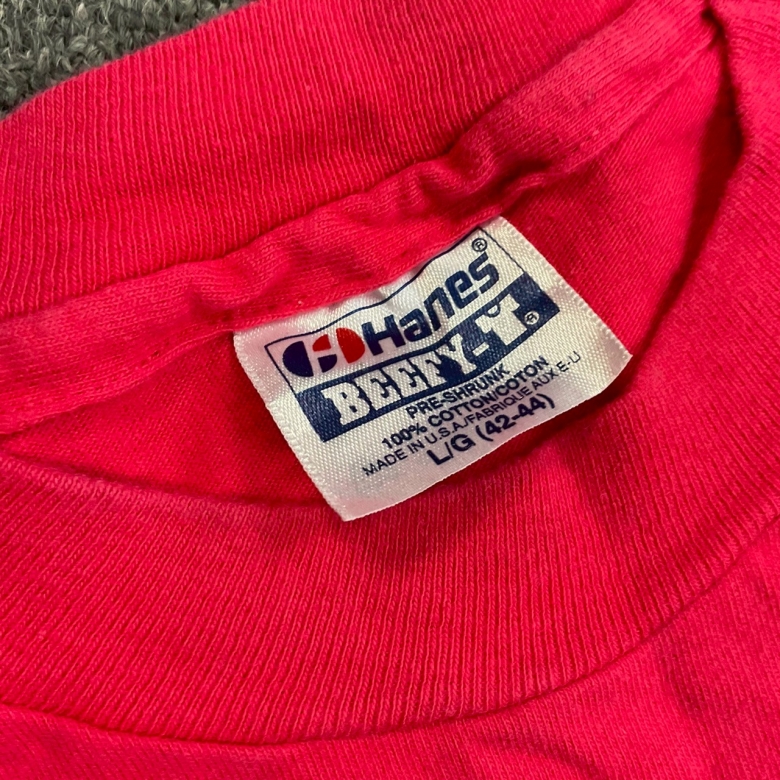 Hanes®
BEEFY-T®
PRE-SHRUNK
100% COTTON/COTON
MADE IN U.S.A./FABRIQUE AUX E-U
L/G (42-44)